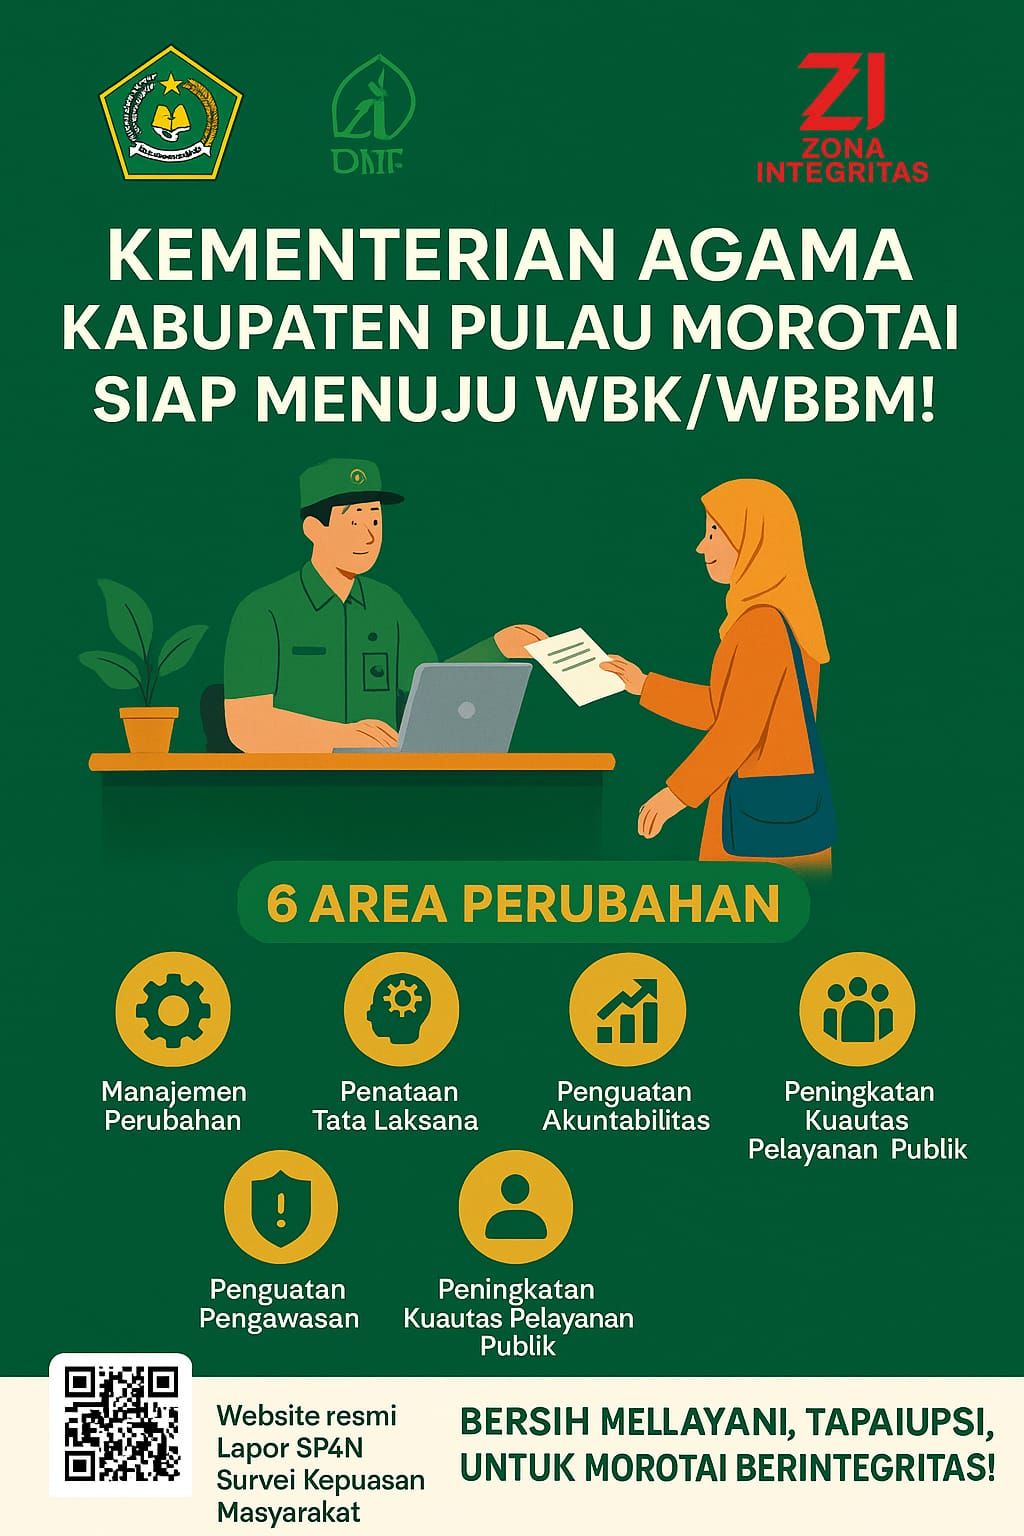 ZI
ZONA
INTEGRITAS
KEMENTERIAN AGAMA
KABUPATEN PULAU MOROTAI
SIAP MENUJU WBK/WBBM!
6 AREA PERUBAHAN
Manajemen
Perubahan
Penataan
Tata Laksana
Penguatan
Akuntabilitas
Peningkatan
Kuautas
Pelayanan Publik
Penguatan
Pengawasan
Peningkatan
Kuautas Pelayanan
Publik
Website resmi
Lapor SP4N
Survei Kepuasan
Masyarakat
BERSIH MELLAYANI, TAPAIUPSI,
UNTUK MOROTAI BERINTEGRITAS!